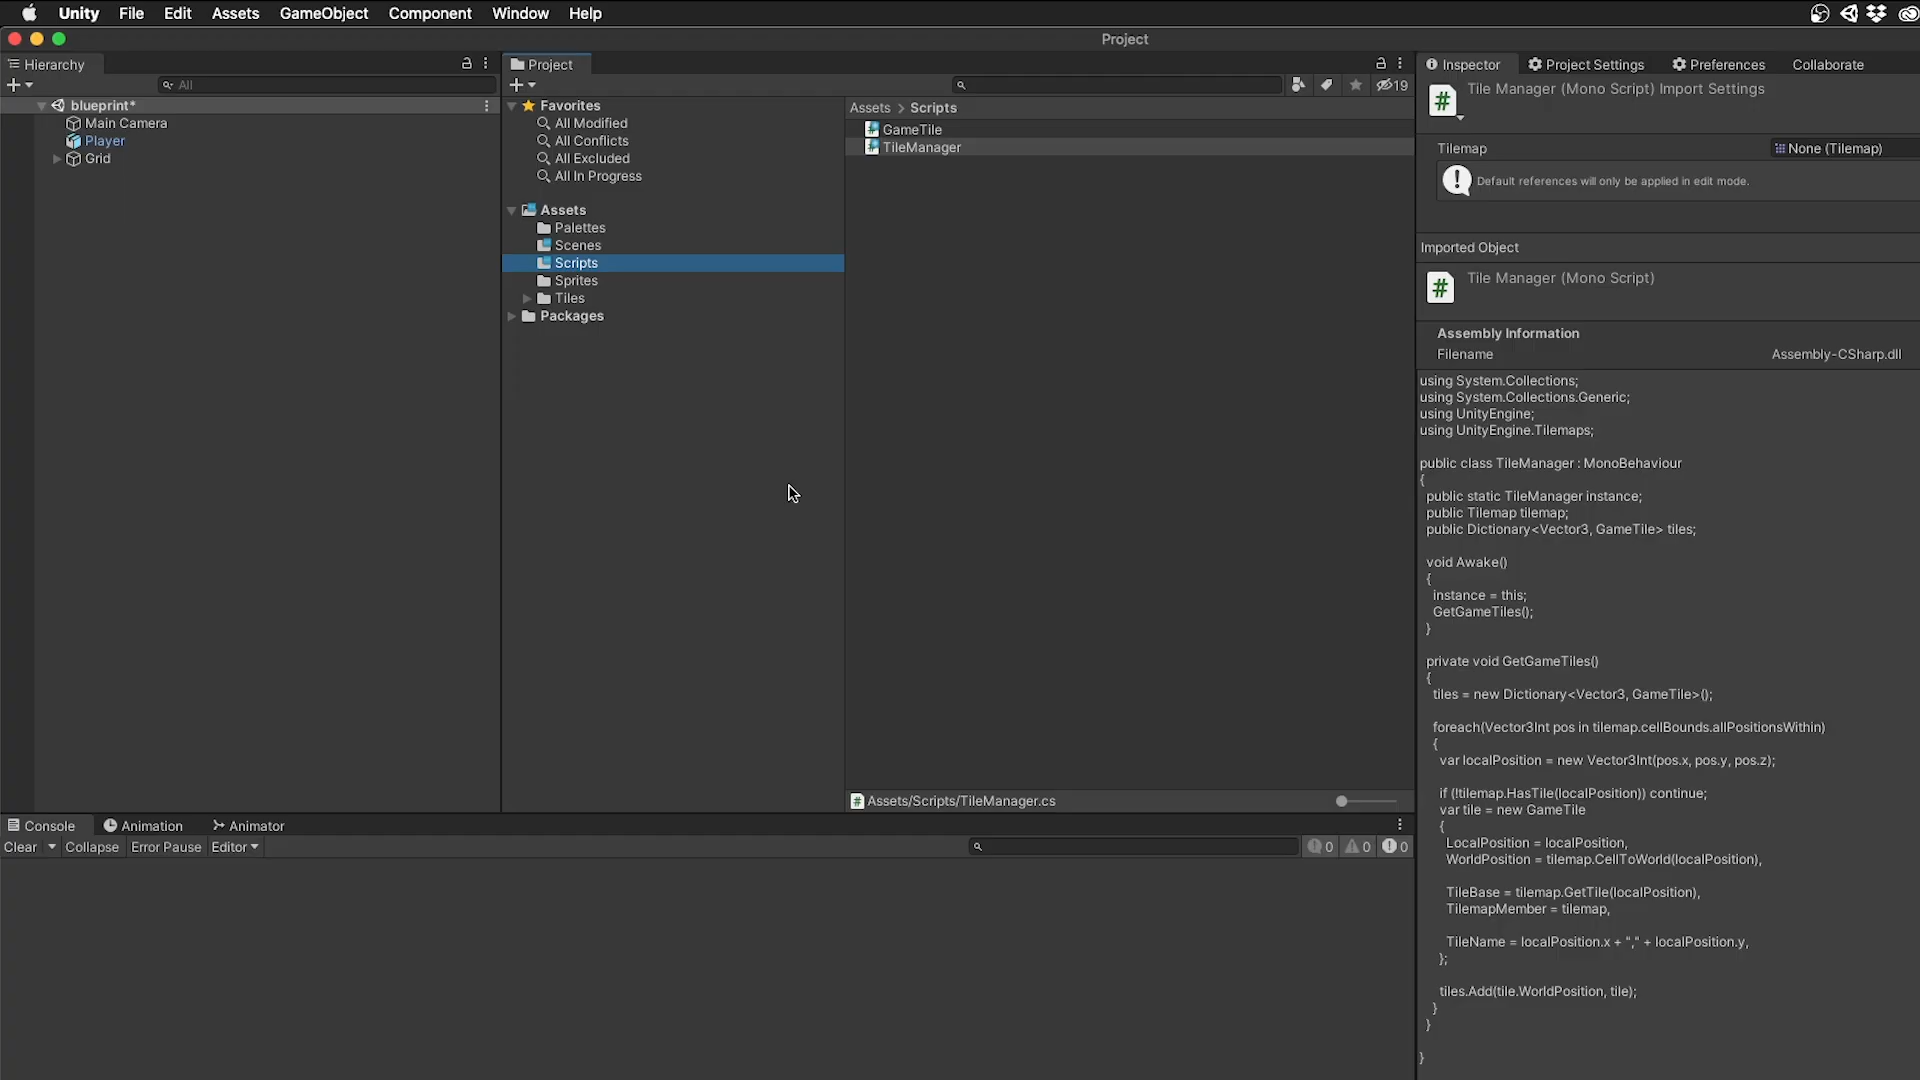 Unity File Edit Assets GameObject Component Window Help
Project
Hierarchy
All
blueprint*
Main Camera
Player
Grid
Project
19
Favorites
All Modified
All Conflicts
All Excluded
All In Progress
Assets
Palettes
Scenes
Scripts
Sprites
Tiles
Packages
Assets > Scripts
GameTile
TileManager
Assets/Scripts/TileManager.cs
Console Animation Animator
Clear Collapse Error Pause Editor
0 0 0
Inspector Project Settings Preferences Collaborate
Tile Manager (Mono Script) Import Settings
Tilemap None (Tilemap)
Default references will only be applied in edit mode.
Imported Object
Tile Manager (Mono Script)
Assembly Information
Filename Assembly-CSharp.dll
using System.Collections;
using System.Collections.Generic;
using UnityEngine;
using UnityEngine.Tilemaps;
public class TileManager : MonoBehaviour
{
public static TileManager instance;
public Tilemap tilemap;
public Dictionary<Vector3, GameTile> tiles;
void Awake()
{
instance = this;
GetGameTiles();
}
private void GetGameTiles()
{
tiles = new Dictionary<Vector3, GameTile>();
foreach(Vector3Int pos in tilemap.cellBounds.allPositionsWithin)
{
var localPosition = new Vector3Int(pos.x, pos.y, pos.z);
if (!tilemap.HasTile(localPosition)) continue;
var tile = new GameTile
{
LocalPosition = localPosition,
WorldPosition = tilemap.CellToWorld(localPosition),
TileBase = tilemap.GetTile(localPosition),
TilemapMember = tilemap,
TileName = localPosition.x + "," + localPosition.y,
};
tiles.Add(tile.WorldPosition, tile);
}
}
}